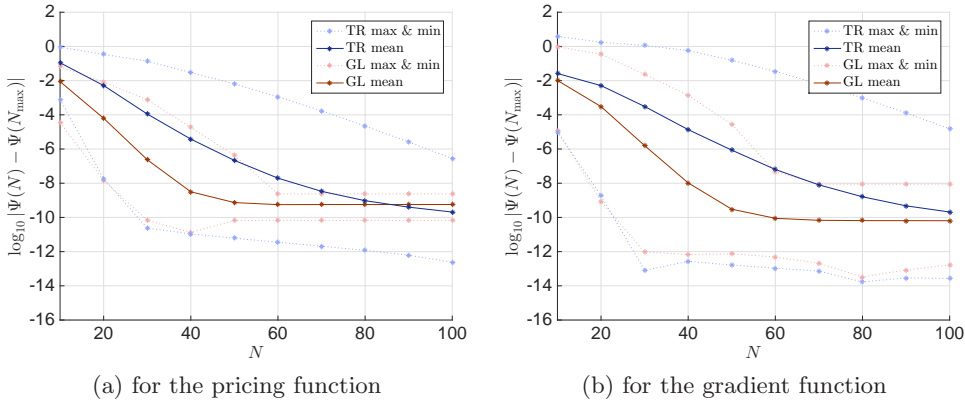 log₁₀ |Ψ(N) − Ψ(N_max)|
2
0
-2
-4
-6
-8
-10
-12
-14
-16
20
40
60
80
100
N
TR max & min
TR mean
GL max & min
GL mean
(a) for the pricing function
log₁₀ |Ψ(N) − Ψ(N_max)|
2
0
-2
-4
-6
-8
-10
-12
-14
-16
20
40
60
80
100
N
TR max & min
TR mean
GL max & min
GL mean
(b) for the gradient function